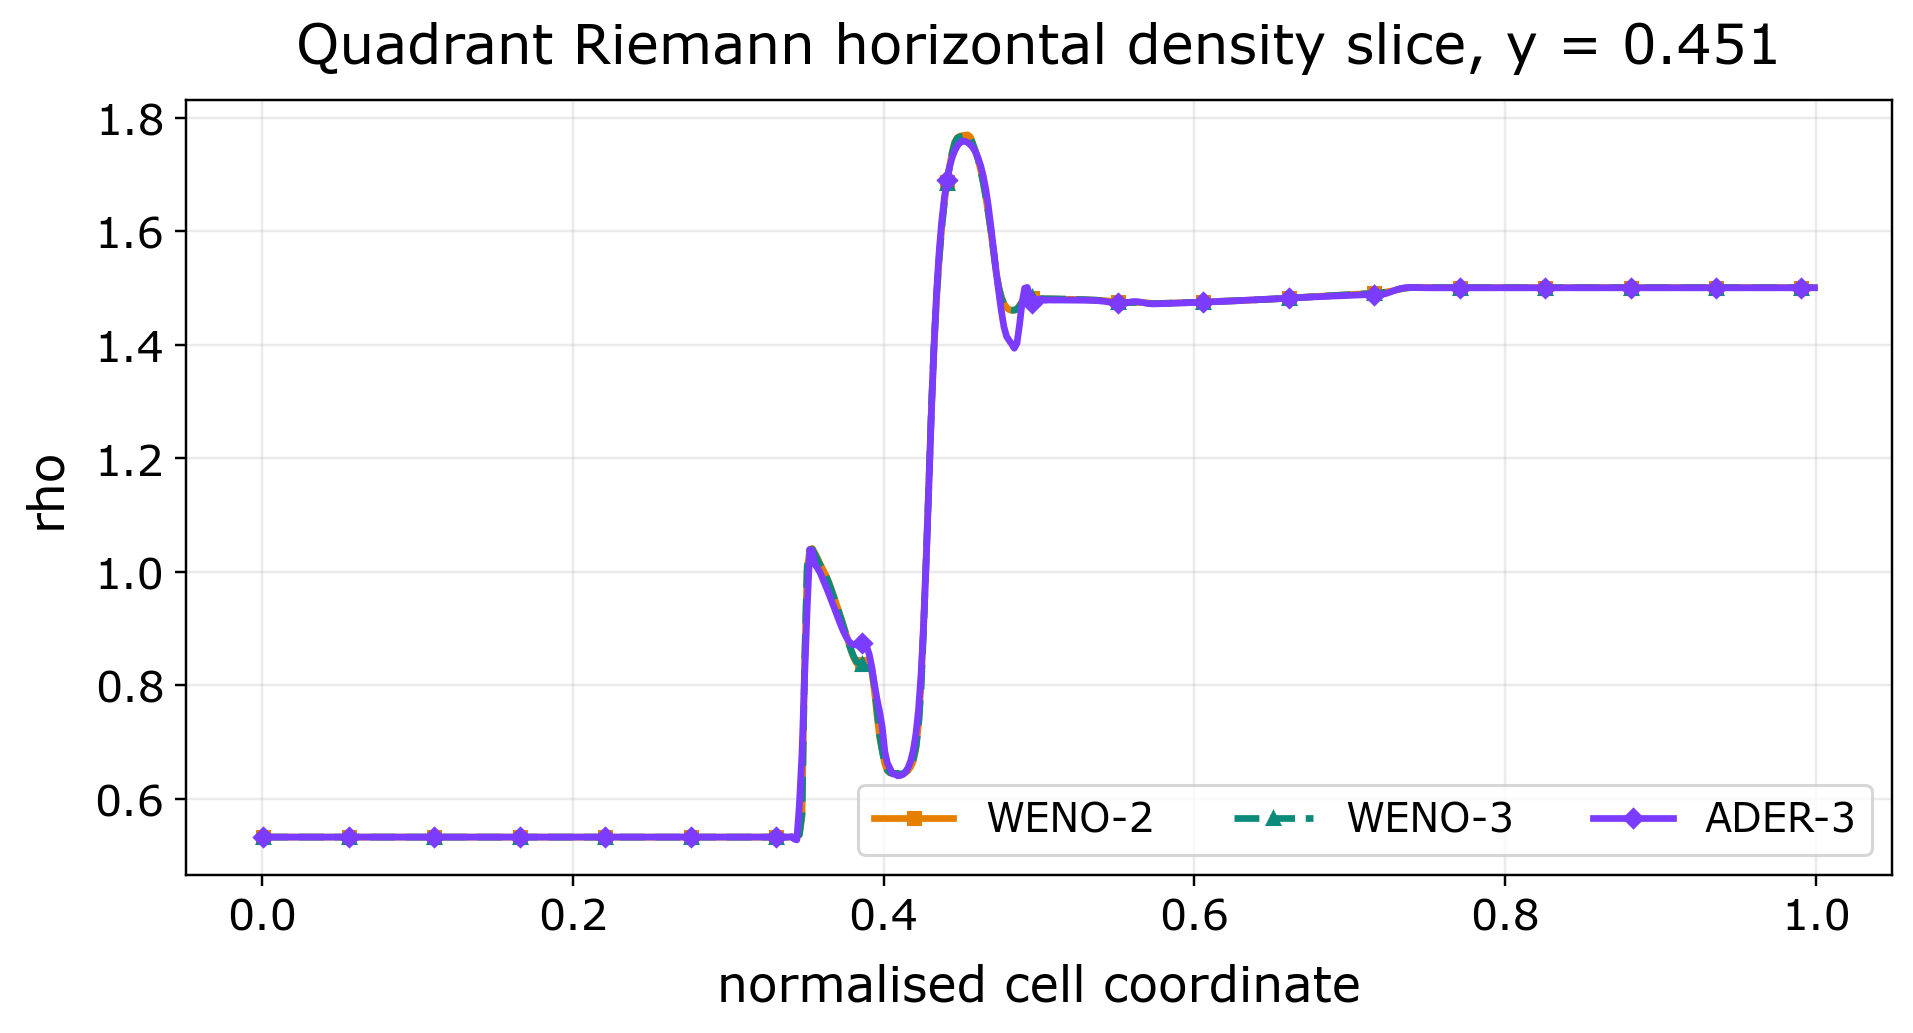 Quadrant Riemann horizontal density slice, y = 0.451
rho
1.8
1.6
1.4
1.2
1.0
0.8
0.6
WENO-2 WENO-3 ADER-3
0.0 0.2 0.4 0.6 0.8 1.0
normalised cell coordinate